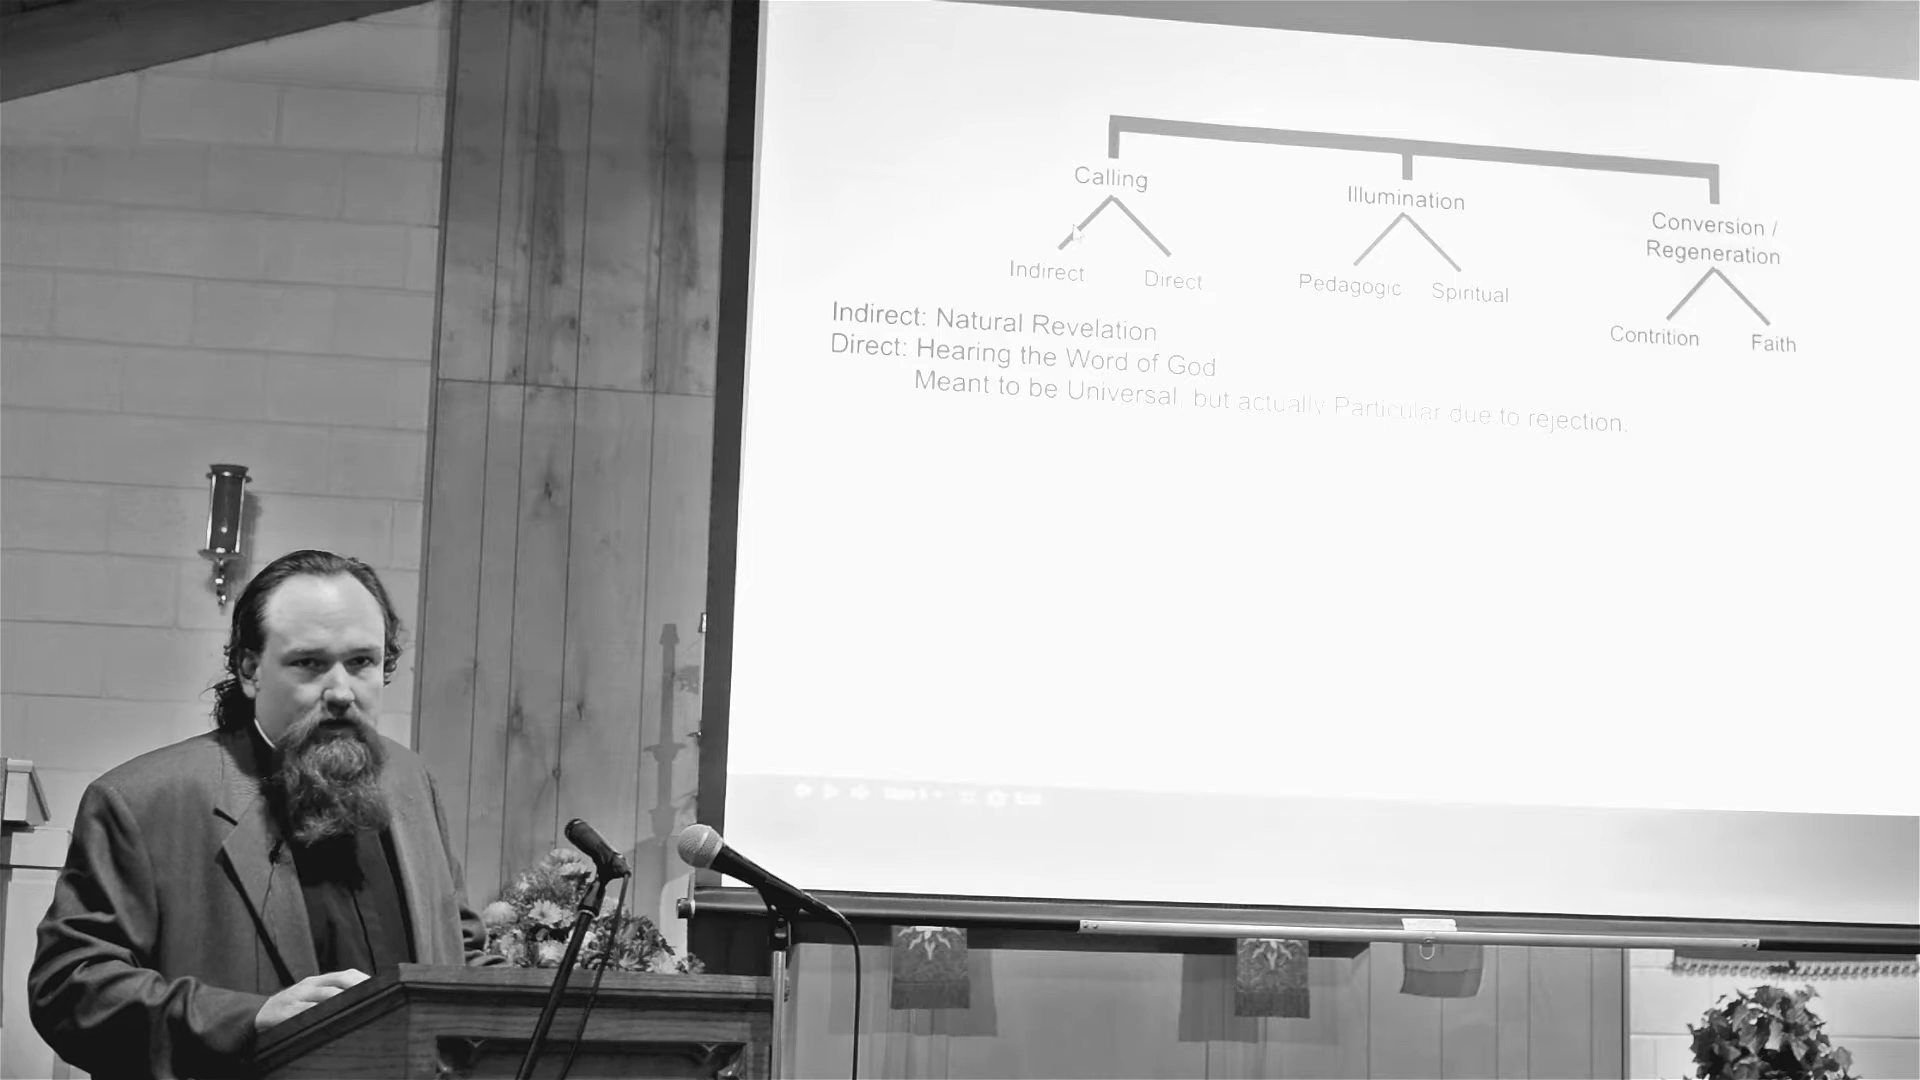 Calling
Illumination
Conversion /
Regeneration
Indirect
Direct
Pedagogic
Spiritual
Contrition
Faith
Indirect: Natural Revelation
Direct: Hearing the Word of God
Meant to be Universal, but actually Particular due to rejection.